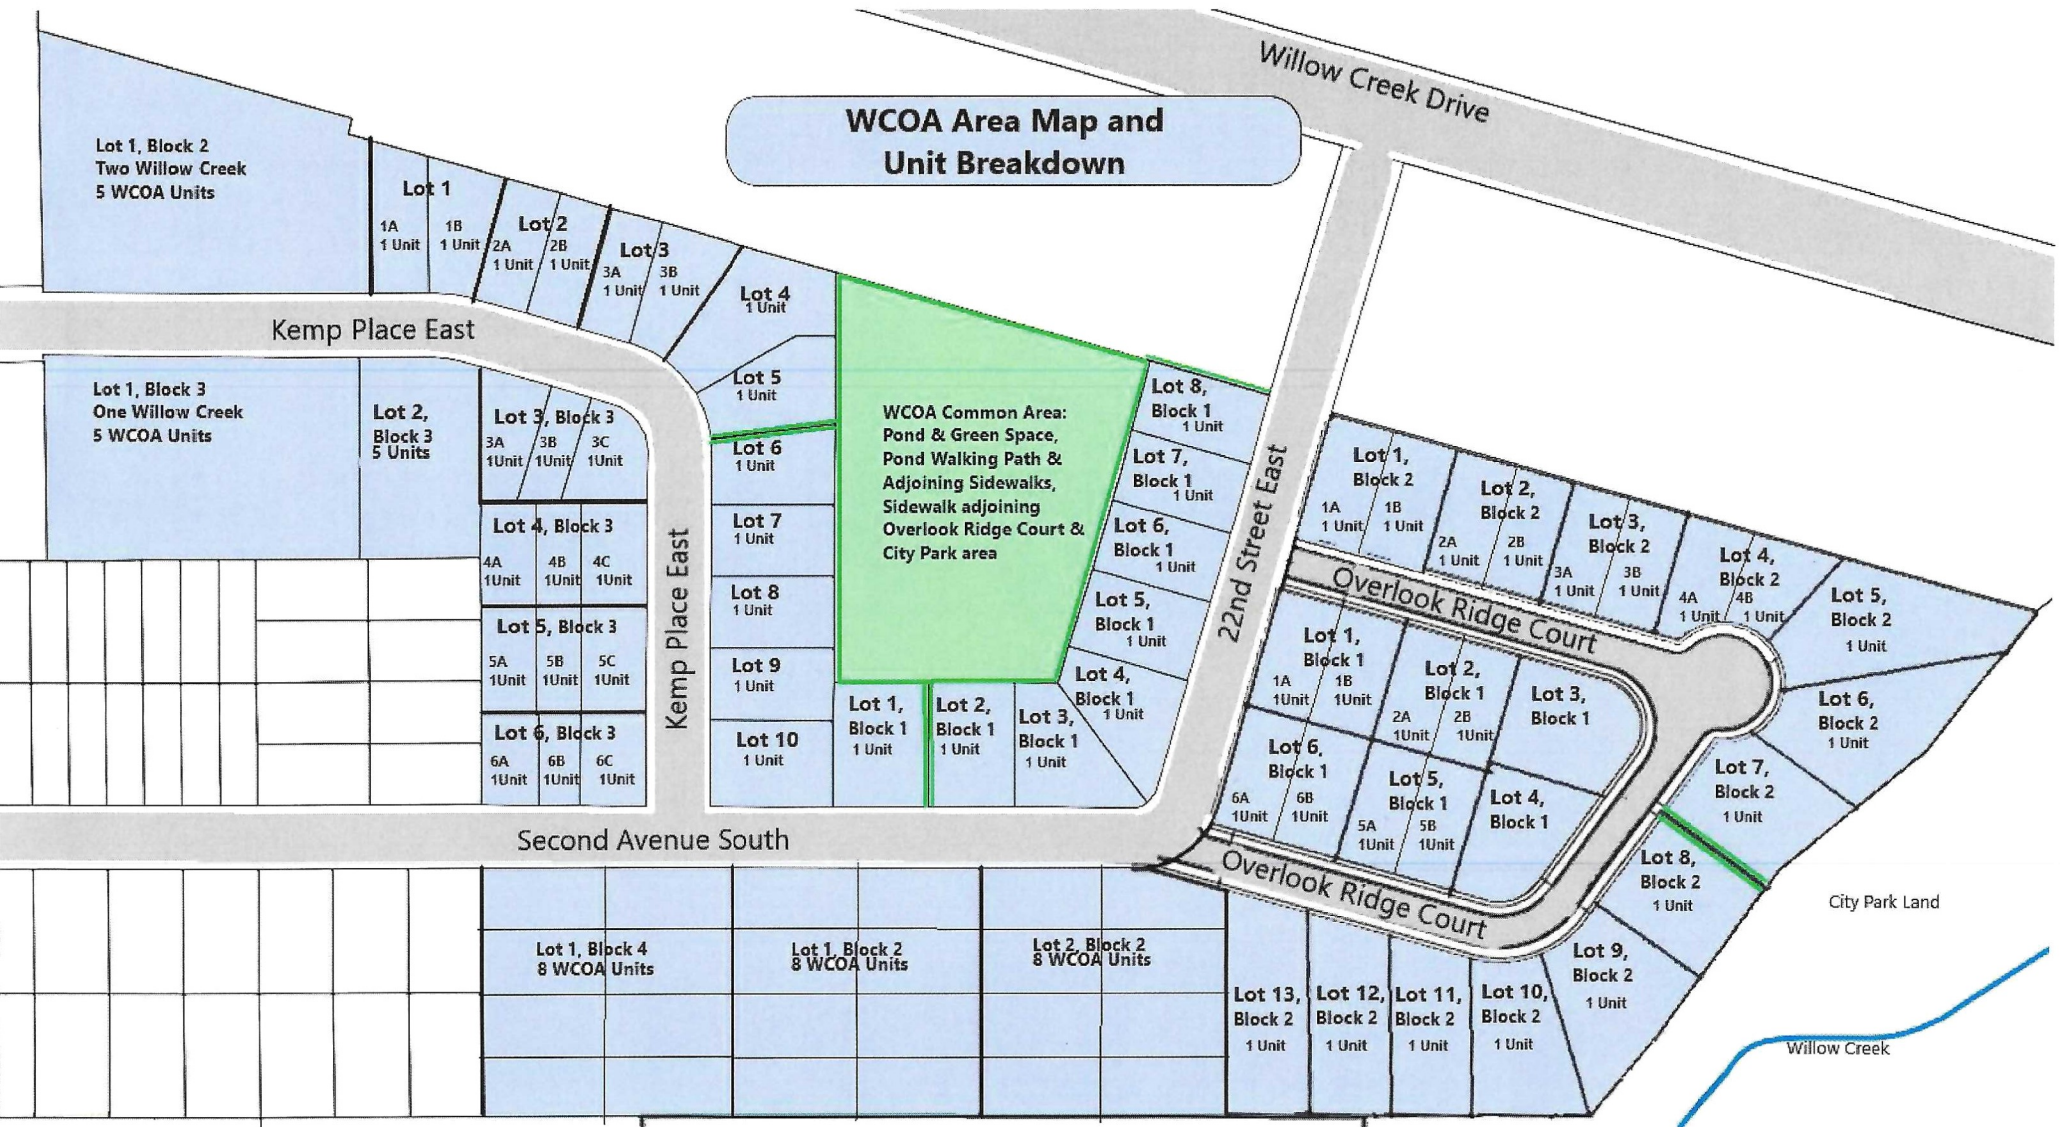 WCOA Area Map and
Unit Breakdown
Willow Creek Drive
Lot 1, Block 2
Two Willow Creek
5 WCOA Units
Lot 1
1A
1 Unit
1B
1 Unit
Lot 2
2A
1 Unit
2B
1 Unit
Lot 3
3A
1 Unit
3B
1 Unit
Lot 4
1 Unit
Lot 5
1 Unit
Kemp Place East
Lot 1, Block 3
One Willow Creek
5 WCOA Units
Lot 2,
Block 3
5 Units
Lot 3, Block 3
3A
1Unit
3B
1Unit
3C
1Unit
Lot 4, Block 3
4A
1Unit
4B
1Unit
4C
1Unit
Lot 5, Block 3
5A
1Unit
5B
1Unit
5C
1Unit
Lot 6, Block 3
6A
1Unit
6B
1Unit
6C
1Unit
Kemp Place East
Lot 6
1 Unit
Lot 7
1 Unit
Lot 8
1 Unit
Lot 9
1 Unit
Lot 10
1 Unit
WCOA Common Area:
Pond & Green Space,
Pond Walking Path &
Adjoining Sidewalks,
Sidewalk adjoining
Overlook Ridge Court &
City Park area
Lot 8,
Block 1
1 Unit
Lot 7,
Block 1
1 Unit
Lot 6,
Block 1
1 Unit
Lot 5,
Block 1
1 Unit
Lot 4,
Block 1
1 Unit
Lot 1,
Block 1
1 Unit
Lot 2,
Block 1
1 Unit
Lot 3,
Block 1
1 Unit
22nd Street East
Lot 1,
Block 2
1A
1 Unit
1B
1 Unit
Lot 2,
Block 2
2A
1 Unit
2B
1 Unit
Lot 3,
Block 2
3A
1 Unit
3B
1 Unit
Lot 4,
Block 2
4A
1 Unit
4B
1 Unit
Lot 5,
Block 2
1 Unit
Lot 6,
Block 2
1 Unit
Lot 7,
Block 2
1 Unit
Lot 8,
Block 2
1 Unit
Lot 9,
Block 2
1 Unit
Overlook Ridge Court
Lot 1,
Block 1
1A
1Unit
1B
1Unit
Lot 2,
Block 1
2A
1Unit
2B
1Unit
Lot 3,
Block 1
Lot 6,
Block 1
6A
1Unit
6B
1Unit
Lot 5,
Block 1
5A
1Unit
5B
1Unit
Lot 4,
Block 1
Overlook Ridge Court
Second Avenue South
Lot 1, Block 4
8 WCOA Units
Lot 1, Block 2
8 WCOA Units
Lot 2, Block 2
8 WCOA Units
Lot 13,
Block 2
1 Unit
Lot 12,
Block 2
1 Unit
Lot 11,
Block 2
1 Unit
Lot 10,
Block 2
1 Unit
City Park Land
Willow Creek